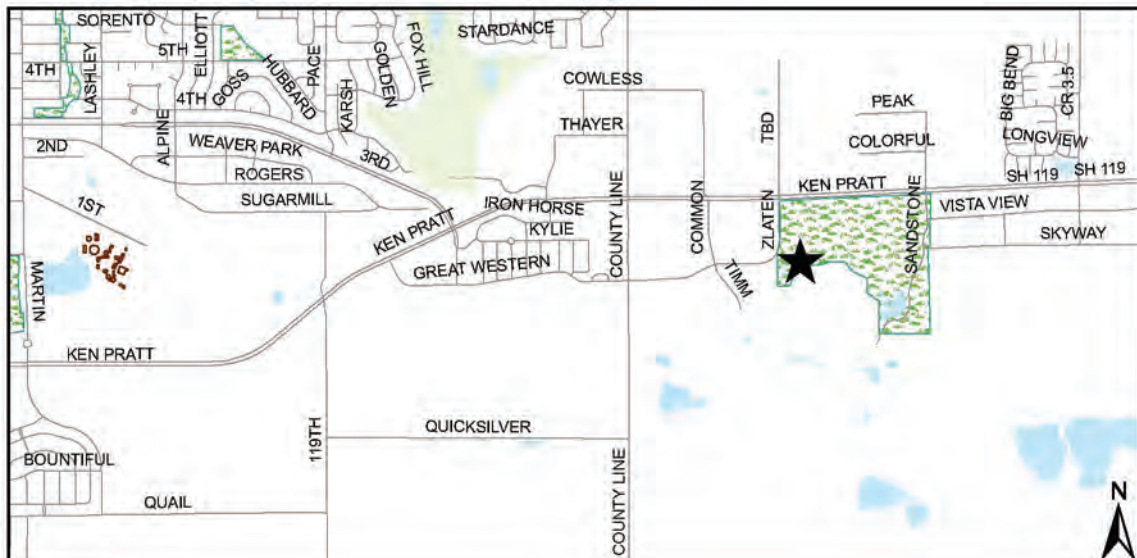 SORENTO
LASHLEY
5TH
4TH
ELLIOTT
GOSS
4TH
HUBBARD
PACE
KARSH
GOLDEN
FOX HILL
STARDANCE
COWLESS
THAYER
ZLATEN
TBD
PEAK
COLORFUL
BIG BEND
CR 3.5
LONGVIEW
2ND
ALPINE
WEAVER PARK
3RD
ROGERS
SUGARMILL
1ST
KEN PRATT
IRON HORSE
KYLIE
GREAT WESTERN
COUNTY LINE
COMMON
TIMM
KEN PRATT
SH 119
SH 119
SANDSTONE
VISTA VIEW
SKYWAY
MARTIN
KEN PRATT
119TH
QUICKSILVER
COUNTY LINE
BOUNTIFUL
QUAIL
N